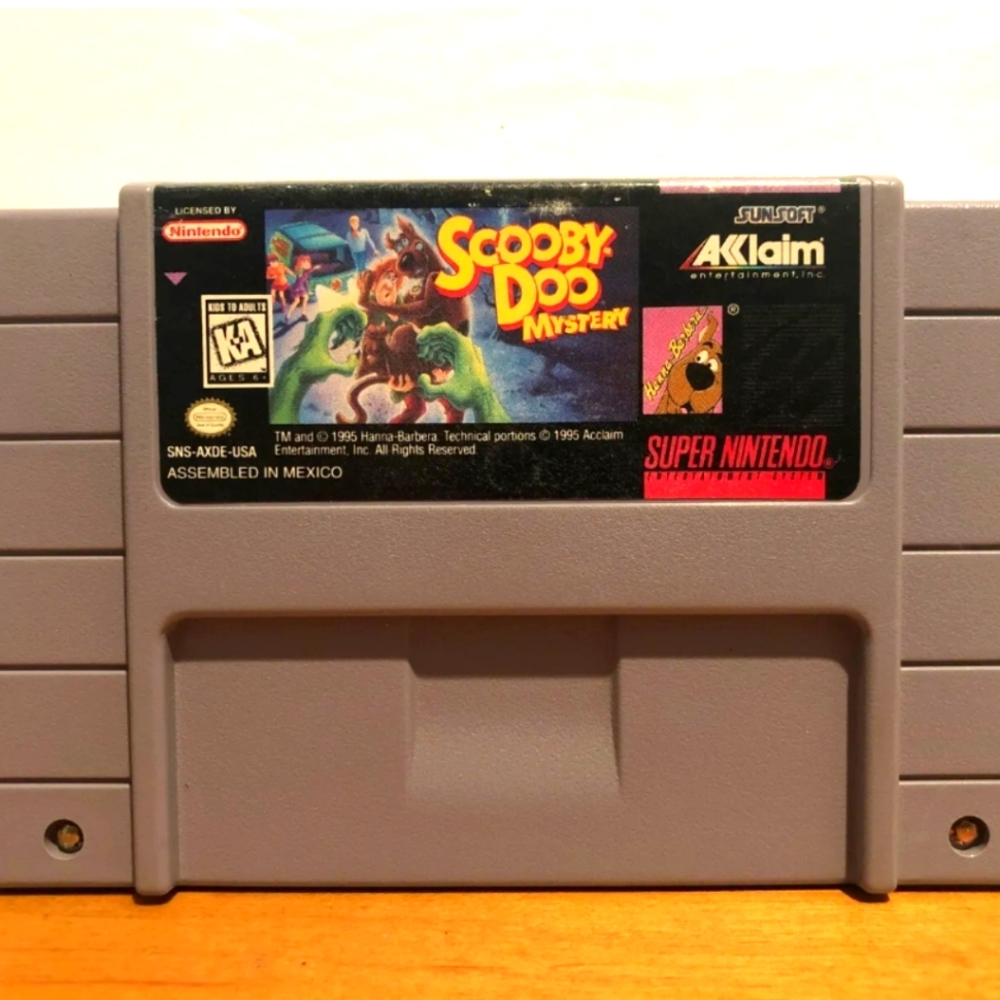 LICENSED BY
Nintendo
KIDS TO ADULTS
KA
AGES 6+
SNS-AXDE-USA
ASSEMBLED IN MEXICO
SCOOBY-
DOO
MYSTERY
TM and © 1995 Hanna-Barbera. Technical portions © 1995 Acclaim
Entertainment, Inc. All Rights Reserved.
SUNSOFT®
AKKlaim
entertainment, inc.
Hanna-Barbera
®
SUPER NINTENDO®
ENTERTAINMENT SYSTEM